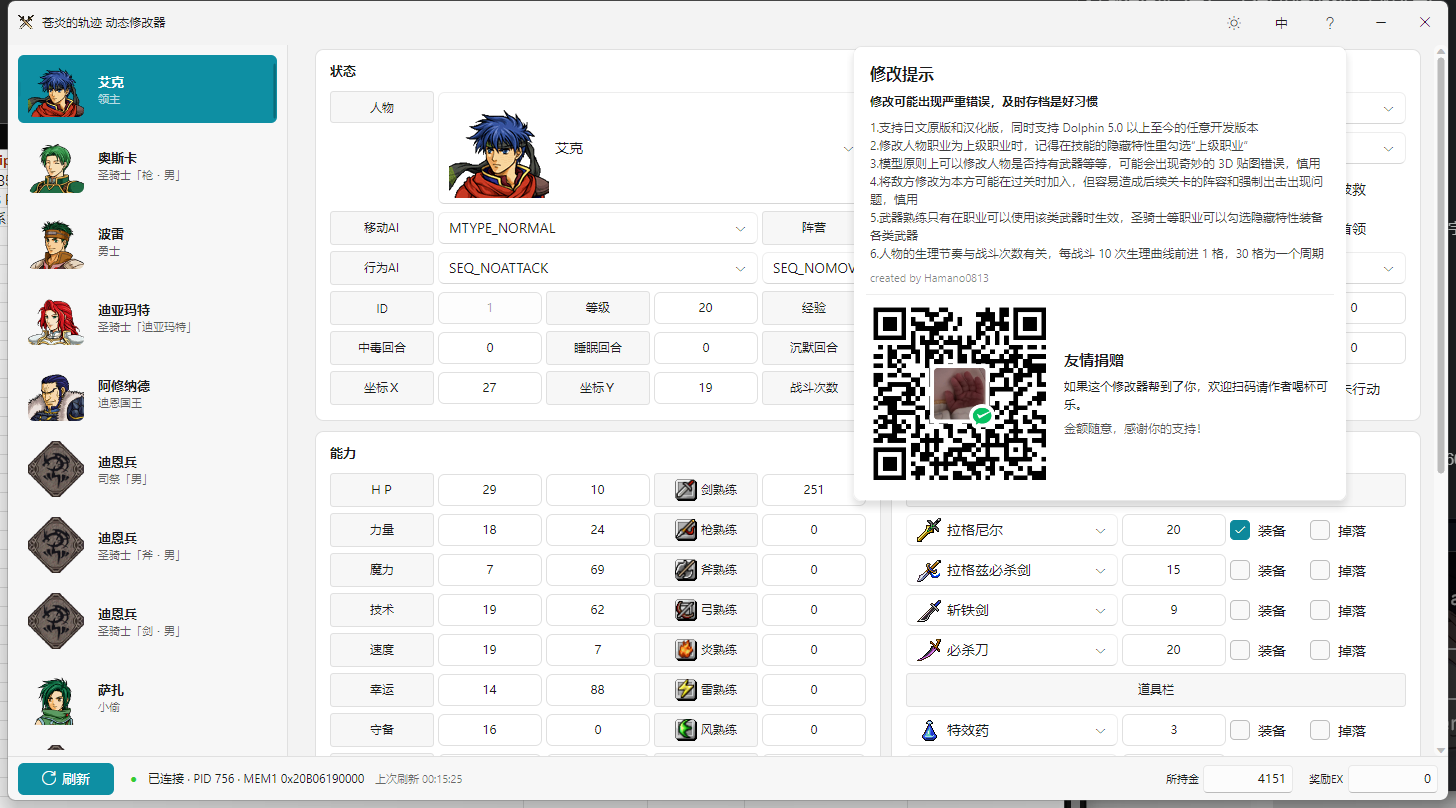 苍炎的轨迹 动态修改器
中
?
艾克
领主
奥斯卡
圣骑士「枪 · 男」
波雷
勇士
迪亚玛特
圣骑士「迪亚玛特」
阿修纳德
迪恩国王
迪恩兵
司祭「男」
迪恩兵
圣骑士「斧 · 男」
迪恩兵
圣骑士「剑 · 男」
萨扎
小偷
状态
人物
艾克
移动AI
MTYPE_NORMAL
阵营
行为AI
SEQ_NOATTACK
SEQ_NOMOV
ID
1
等级
20
经验
0
中毒回合
0
睡眠回合
0
沉默回合
0
坐标X
27
坐标Y
19
战斗次数
行动
被救
首领
修改提示
修改可能出现严重错误，及时存档是好习惯
1.支持日文原版和汉化版，同时支持 Dolphin 5.0 以上至今的任意开发版本
2.修改人物职业为上级职业时，记得在技能的隐藏特性里勾选“上级职业”
3.模型原则上可以修改人物是否持有武器等等，可能会出现奇妙的 3D 贴图错误，慎用
4.将敌方修改为本方可能在过关时加入，但容易造成后续关卡的阵容和强制出击出现问
题，慎用
5.武器熟练只有在职业可以使用该类武器时生效，圣骑士等职业可以勾选隐藏特性装备
各类武器
6.人物的生理节奏与战斗次数有关，每战斗 10 次生理曲线前进 1 格，30 格为一个周期
created by Hamano0813
友情捐赠
如果这个修改器帮到了你，欢迎扫码请作者喝杯可
乐。
金额随意，感谢你的支持！
能力
HP
29
10
剑熟练
251
力量
18
24
枪熟练
0
魔力
7
69
斧熟练
0
技术
19
62
弓熟练
0
速度
19
7
炎熟练
0
幸运
14
88
雷熟练
0
守备
16
0
风熟练
0
拉格尼尔
20
装备
掉落
拉格兹必杀剑
15
装备
掉落
斩铁剑
9
装备
掉落
必杀刀
20
装备
掉落
道具栏
特效药
3
装备
掉落
刷新
已连接 · PID 756 · MEM1 0x20B06190000
上次刷新 00:15:25
所持金
4151
奖励EX
0